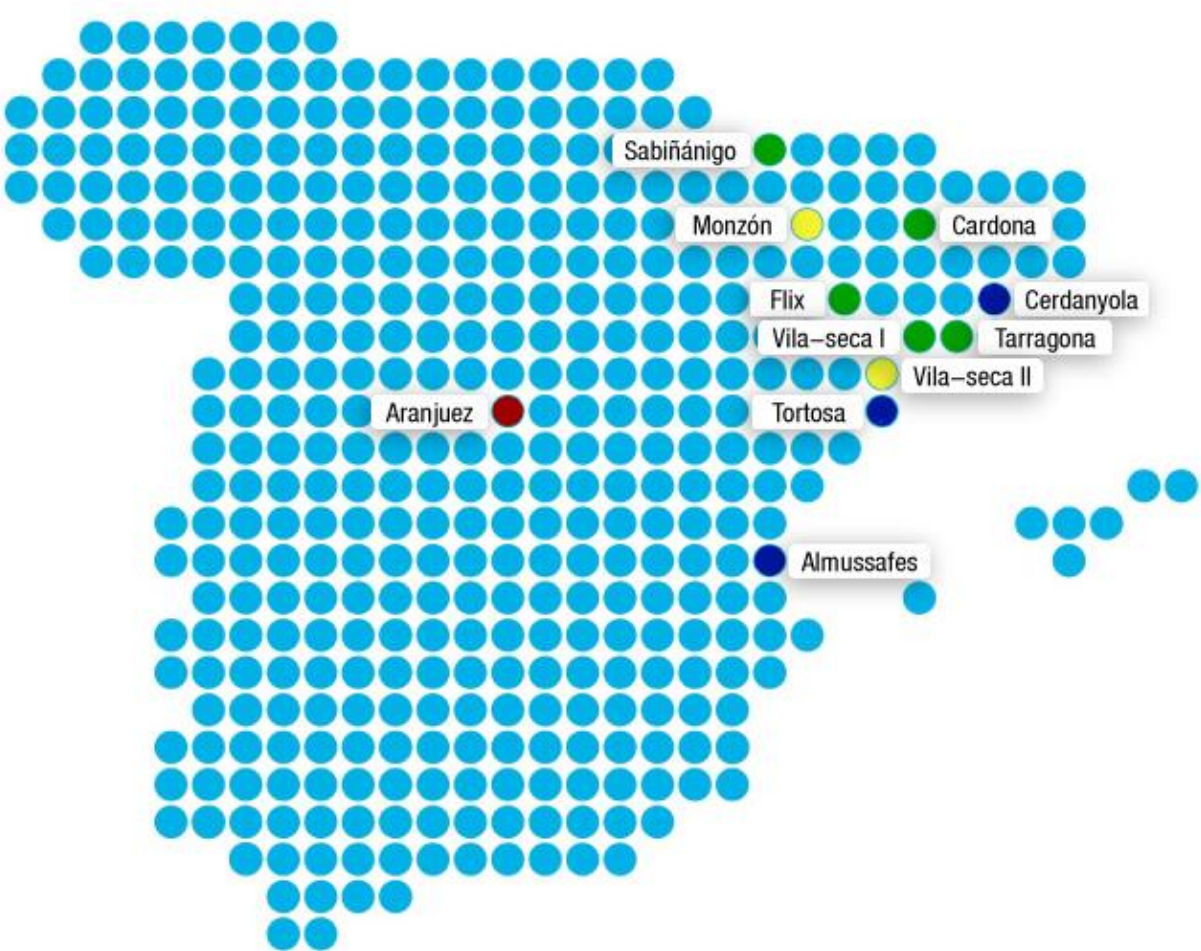 Sabiñánigo
Monzón
Cardona
Flix
Cerdanyola
Vila–seca I
Tarragona
Vila–seca II
Aranjuez
Tortosa
Almussafes